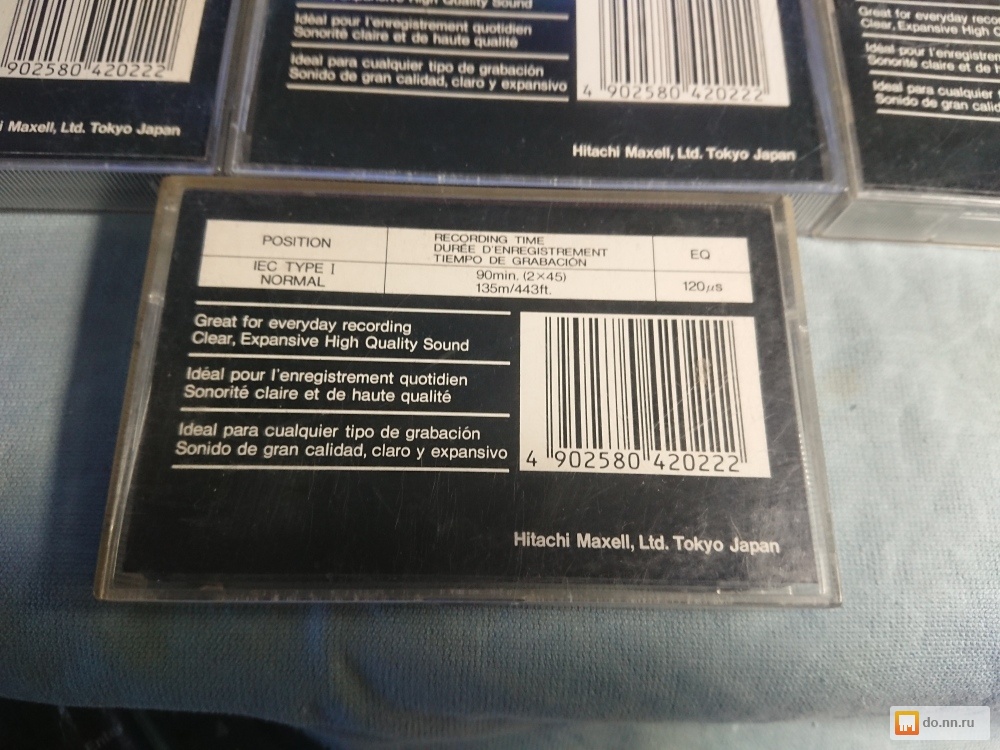 902580 420222
Maxell, Ltd. Tokyo Japan
High Quality Sound
Idéal pour l'enregistrement quotidien
Sonorité claire et de haute qualité
Ideal para cualquier tipo de grabación
Sonido de gran calidad, claro y expansivo
4 902580 420222
Hitachi Maxell, Ltd. Tokyo Japan
Great for everyday
Clear, Expansive High
Idéal pour
Sonorité claire et de
Ideal para cualquier
Sonido de gran
POSITION
RECORDING TIME
DURÉE D'ENREGISTREMENT
TIEMPO DE GRABACIÓN
EQ
IEC TYPE I
NORMAL
90min. (2×45)
135m/443ft.
120μs
Great for everyday recording
Clear, Expansive High Quality Sound
Idéal pour l'enregistrement quotidien
Sonorité claire et de haute qualité
Ideal para cualquier tipo de grabación
Sonido de gran calidad, claro y expansivo
4 902580 420222
Hitachi Maxell, Ltd. Tokyo Japan
do.nn.ru